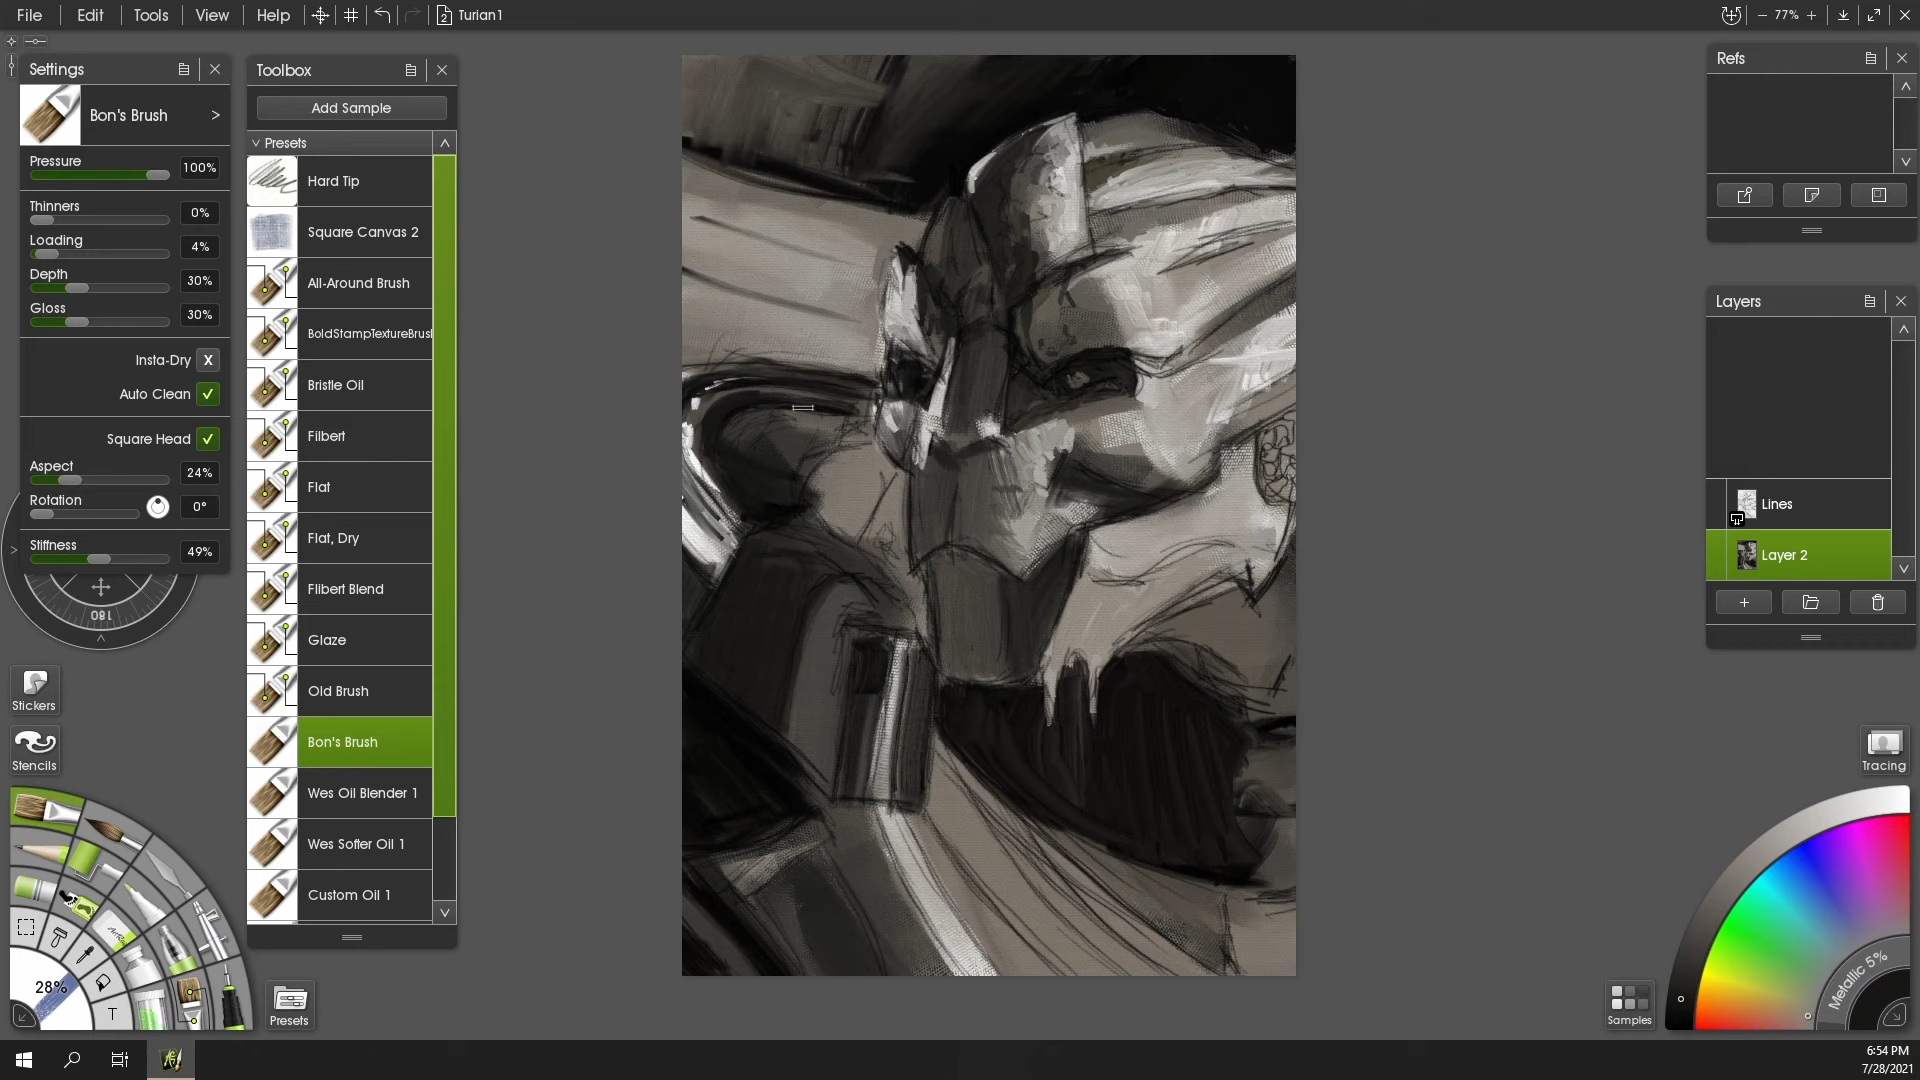 File Edit Tools View Help 2 Turian1 77%
Settings
Bon's Brush >
Pressure 100%
Thinners 0%
Loading 4%
Depth 30%
Gloss 30%
Insta-Dry X
Auto Clean
Square Head
Aspect 24%
Rotation 0°
Stiffness 49%
180
Stickers
Stencils
28%
T
Presets
Toolbox
Add Sample
Presets
Hard Tip
Square Canvas 2
All-Around Brush
BoldStampTextureBrus
Bristle Oil
Filbert
Flat
Flat, Dry
Flibert Blend
Glaze
Old Brush
Bon's Brush
Wes Oil Blender 1
Wes Softer Oil 1
Custom Oil 1
Refs
Layers
Lines
Layer 2
Tracing
Metallic 5%
Samples
6:54 PM
7/28/2021